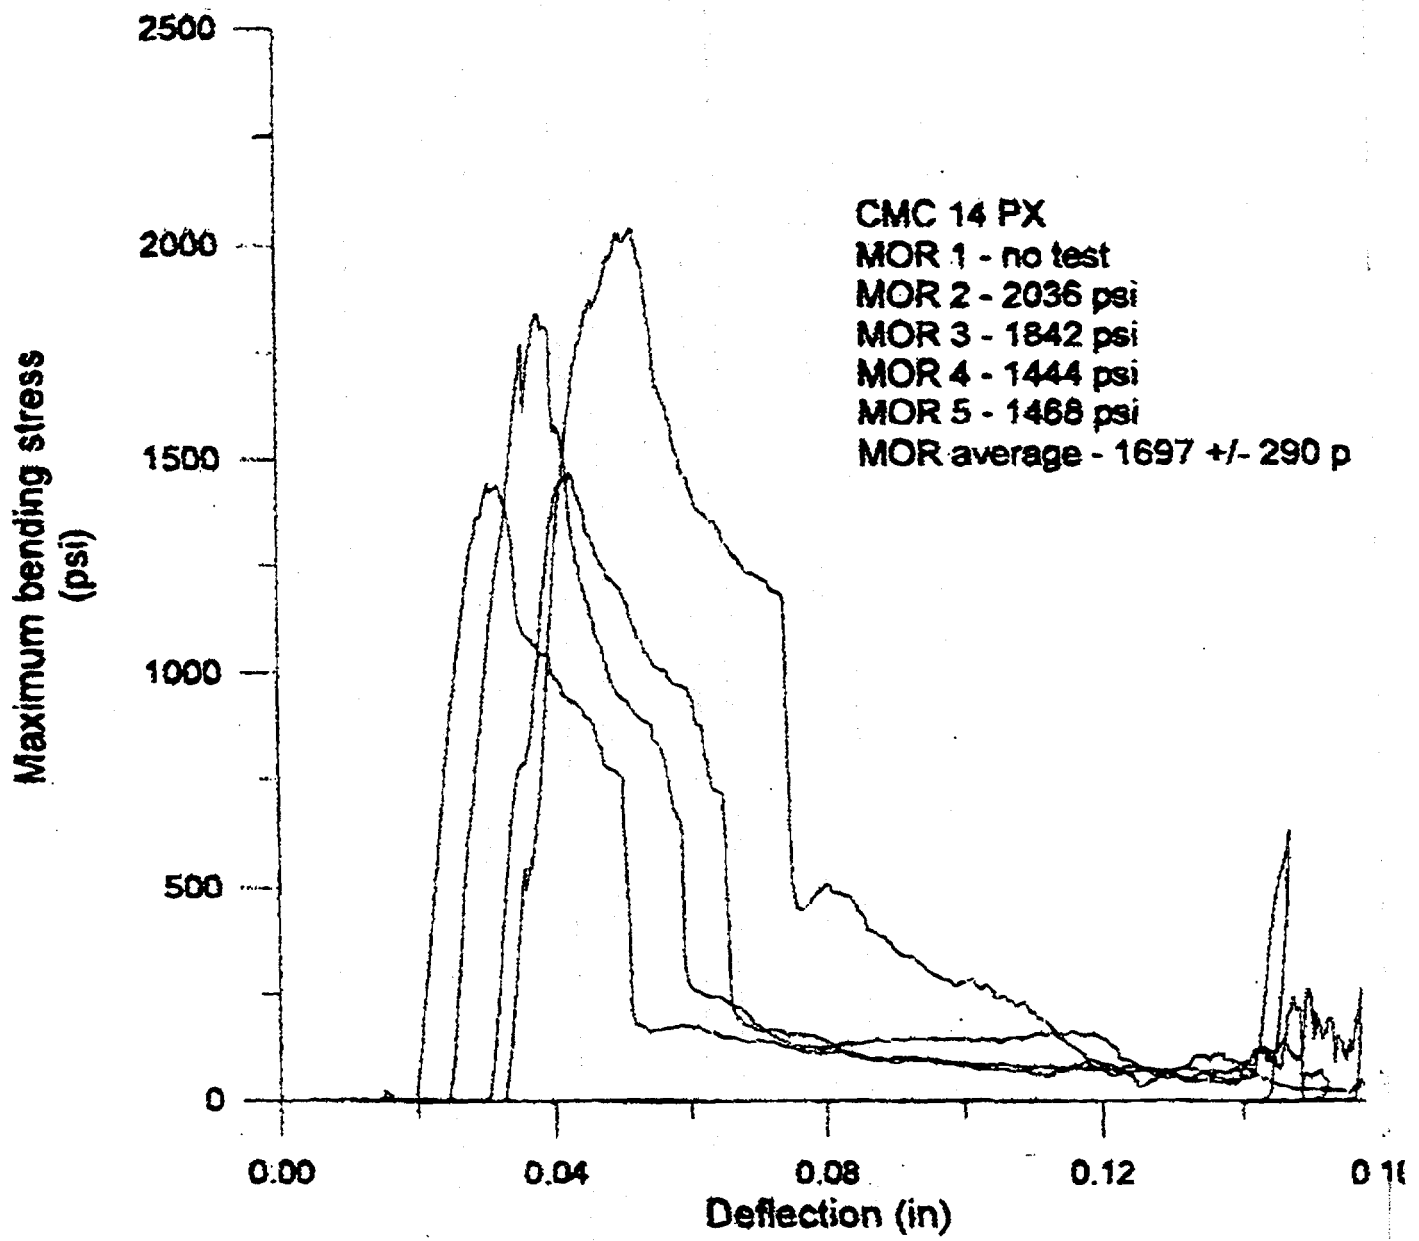 2500
2000
1500
1000
500
0
Maximum bending stress
(psi)
CMC 14 PX
MOR 1 - no test
MOR 2 - 2036 psi
MOR 3 - 1842 psi
MOR 4 - 1444 psi
MOR 5 - 1468 psi
MOR average - 1697 +/- 290 p
0.00
0.04
0.08
0.12
Deflection (in)